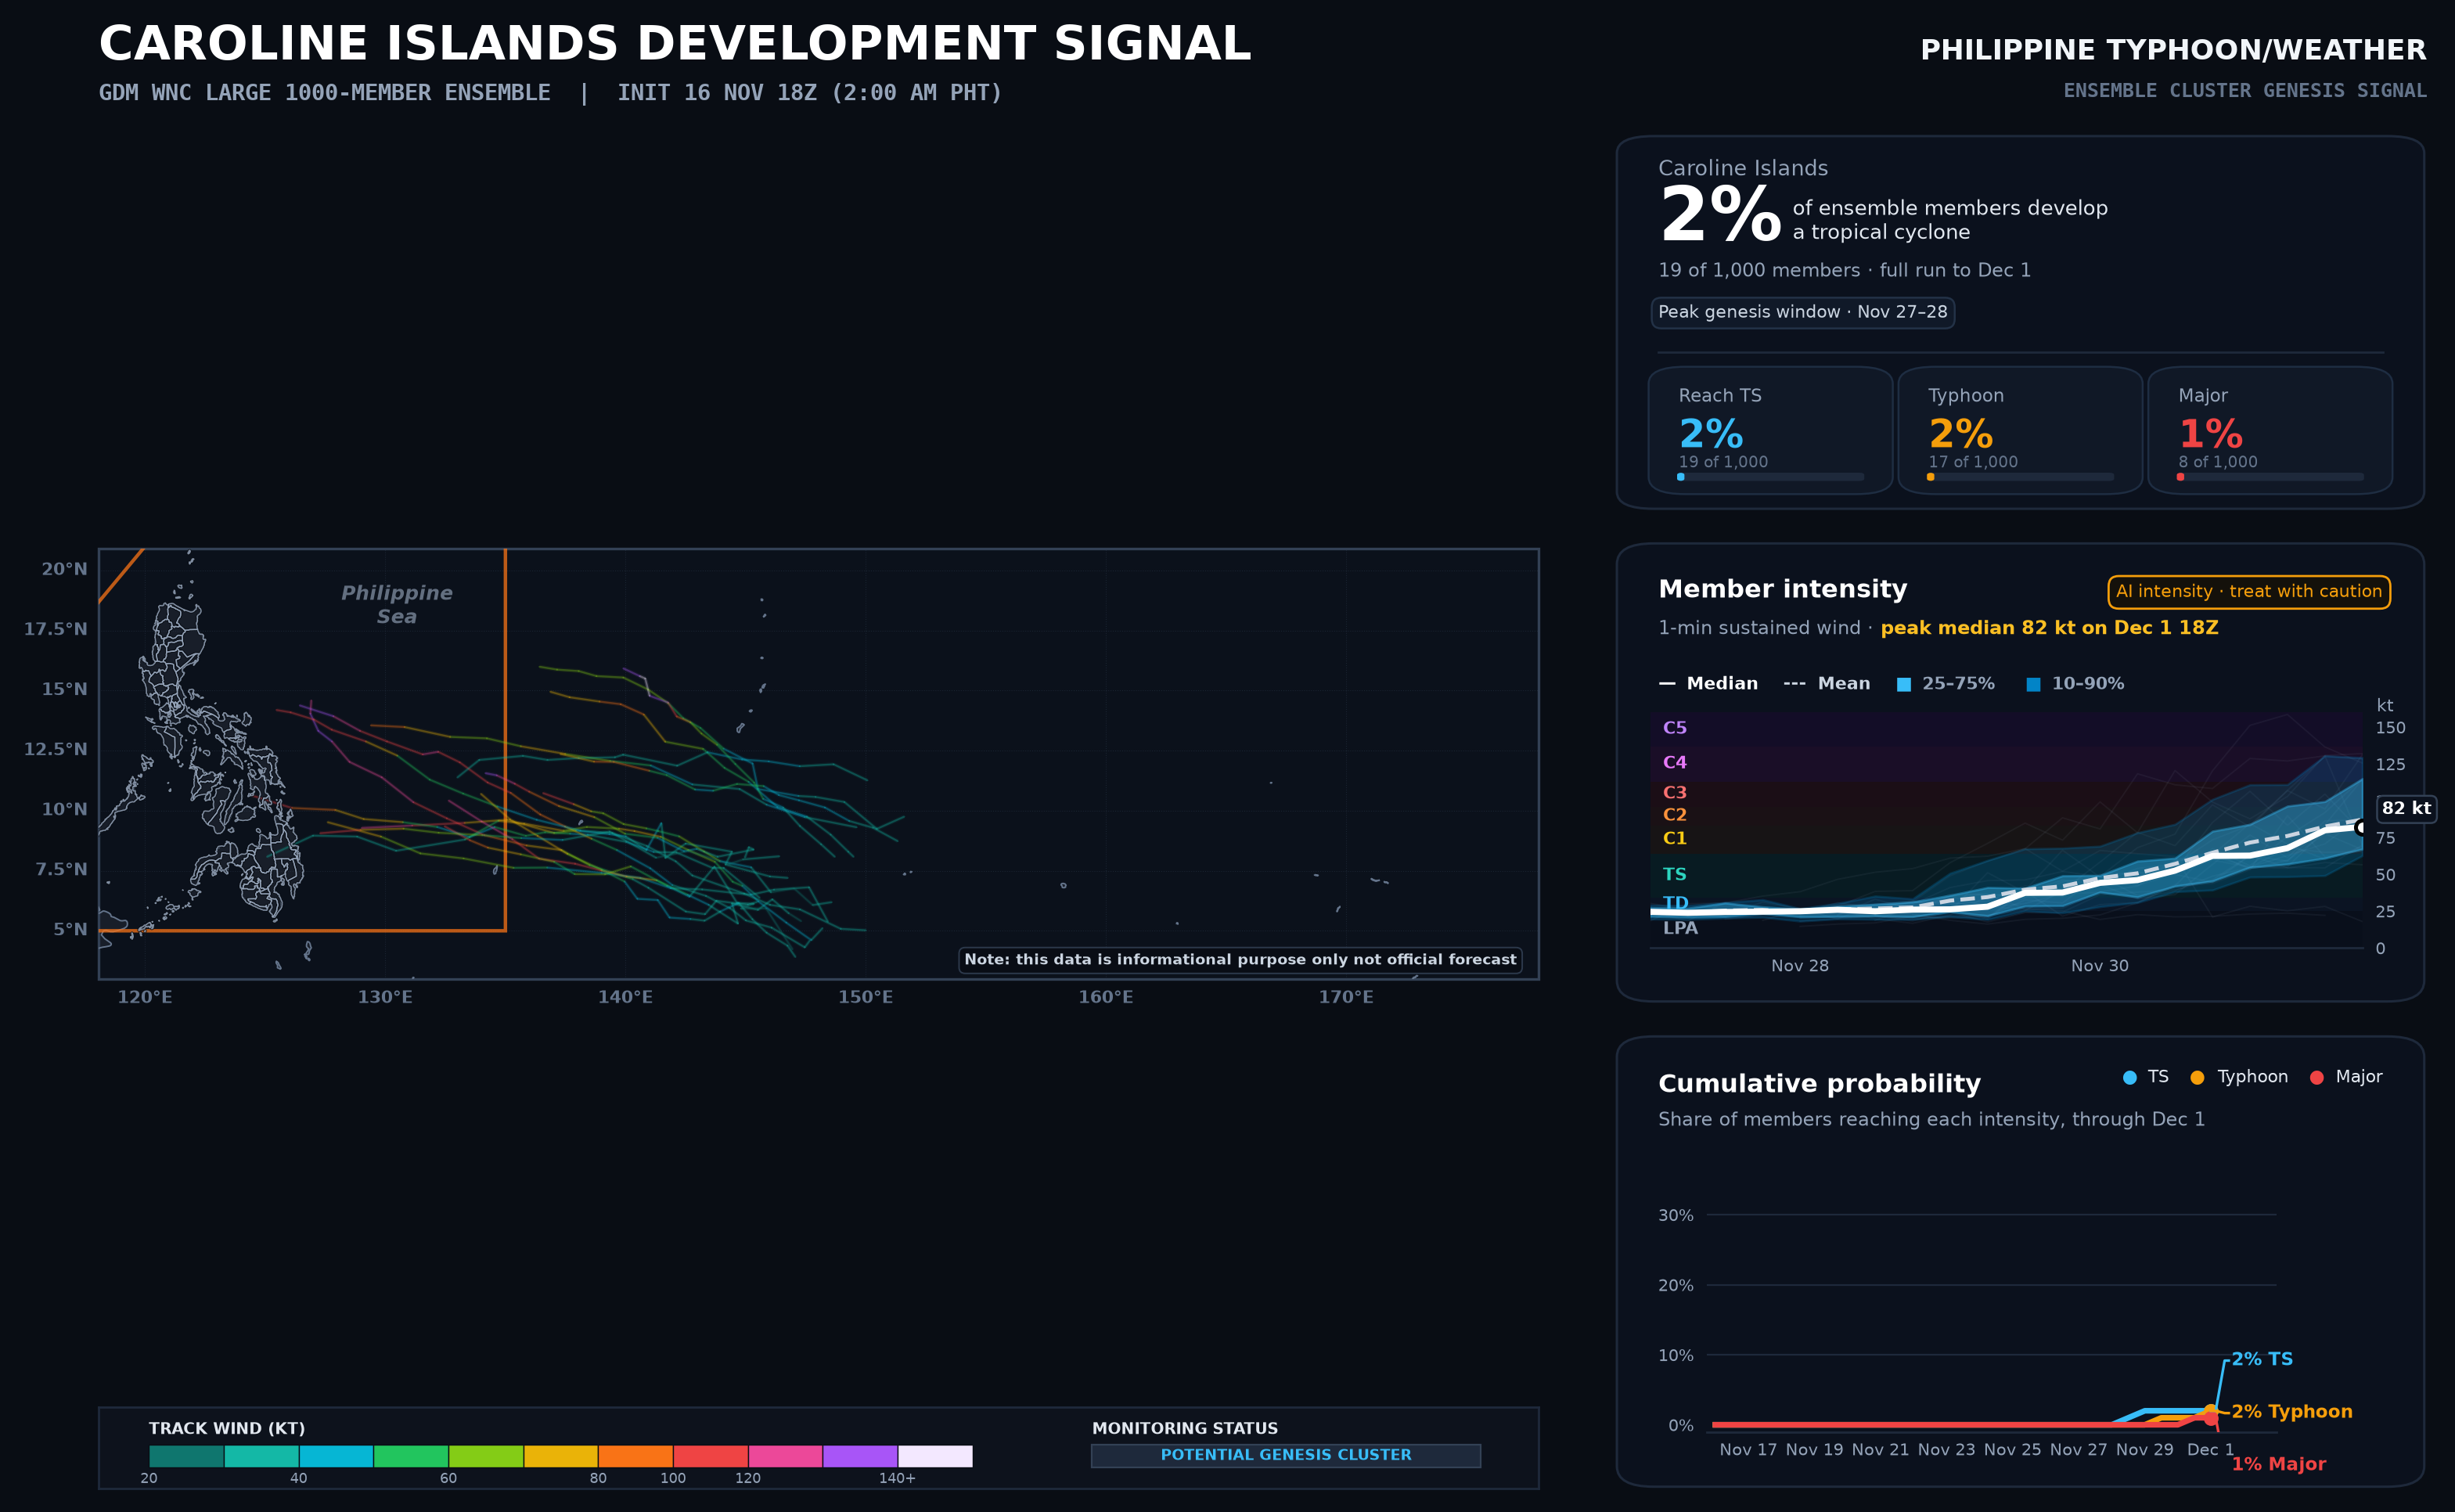 CAROLINE ISLANDS DEVELOPMENT SIGNAL
GDM WNC LARGE 1000-MEMBER ENSEMBLE | INIT 16 NOV 18Z (2:00 AM PHT)
PHILIPPINE TYPHOON/WEATHER
ENSEMBLE CLUSTER GENESIS SIGNAL
Caroline Islands
2% of ensemble members develop
a tropical cyclone
19 of 1,000 members · full run to Dec 1
Peak genesis window · Nov 27–28
Reach TS
2%
19 of 1,000
Typhoon
2%
17 of 1,000
Major
1%
8 of 1,000
20°N
17.5°N
15°N
12.5°N
10°N
7.5°N
5°N
Philippine
Sea
Note: this data is informational purpose only not official forecast
120°E
130°E
140°E
150°E
160°E
170°E
Member intensity
AI intensity · treat with caution
1-min sustained wind · peak median 82 kt on Dec 1 18Z
Median
Mean
25–75%
10–90%
kt
C5
C4
C3
C2
C1
TS
TD
LPA
150
125
82 kt
75
50
25
0
Nov 28
Nov 30
Cumulative probability
TS
Typhoon
Major
Share of members reaching each intensity, through Dec 1
30%
20%
10%
0%
2% TS
2% Typhoon
1% Major
Nov 17
Nov 19
Nov 21
Nov 23
Nov 25
Nov 27
Nov 29
Dec 1
TRACK WIND (KT)
20
40
60
80
100
120
140+
MONITORING STATUS
POTENTIAL GENESIS CLUSTER